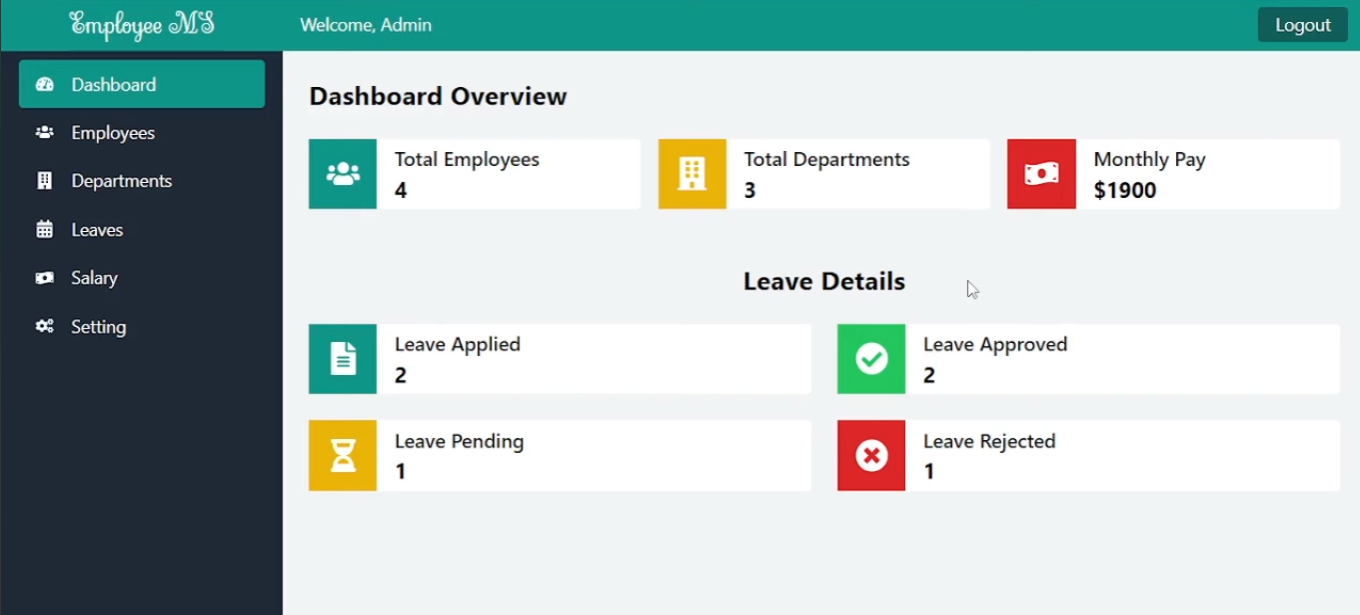 Employee MS
Welcome, Admin
Logout
Dashboard
Employees
Departments
Leaves
Salary
Setting
Dashboard Overview
Total Employees
4
Total Departments
3
Monthly Pay
$1900
Leave Details
Leave Applied
2
Leave Approved
2
Leave Pending
1
Leave Rejected
1